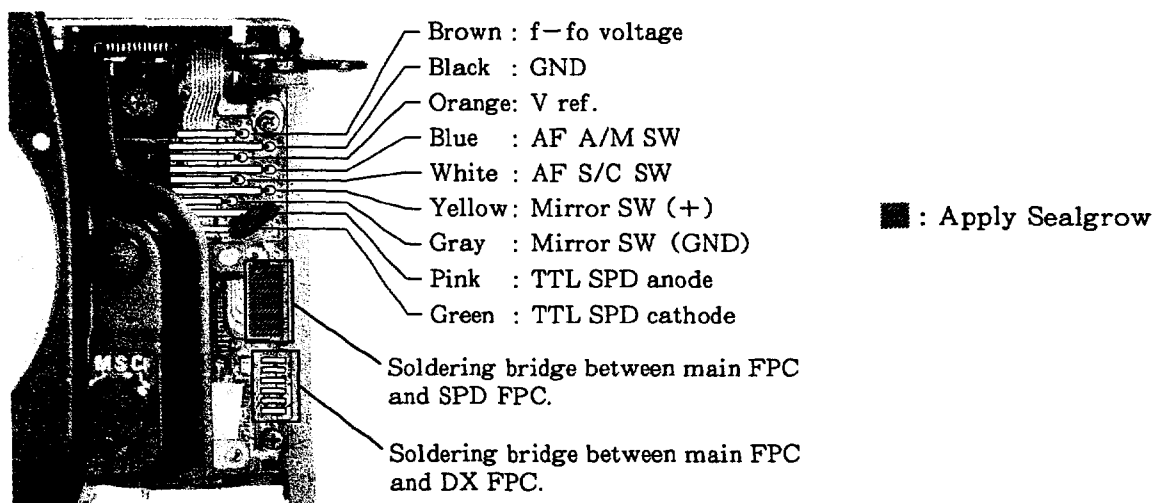 Brown : f－fo voltage
Black : GND
Orange: V ref.
Blue : AF A/M SW
White : AF S/C SW
Yellow: Mirror SW (+)
Gray : Mirror SW (GND)
Pink : TTL SPD anode
Green : TTL SPD cathode
: Apply Sealgrow
Soldering bridge between main FPC
and SPD FPC.
MSC
Soldering bridge between main FPC
and DX FPC.